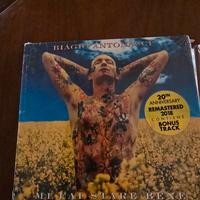 BIAGIO ANTONACCI
20TH
ANNIVERSARY
REMASTERED
2018
CONTIENE
BONUS
TRACK
MI FAI STARE BENE